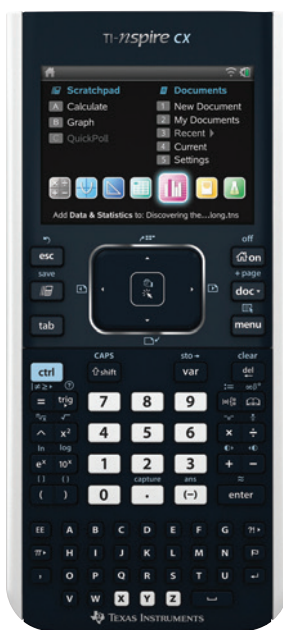 TI-nspire CX
Scratchpad
A Calculate
B Graph
C QuickPoll
Documents
1 New Document
2 My Documents
3 Recent
4 Current
5 Settings
Add Data & Statistics to: Discovering the...long.tns
off
esc
on
save
+ page
doc
tab
menu
CAPS
sto→
clear
ctrl
shift
var
del
= trig 7 8 9
^ x² 4 5 6 × ÷
ln log
eˣ 10ˣ 1 2 3 + −
[ ] { } capture ans ≈
( ) 0 . (−) enter
EE A B C D E F G ?!
π H I J K L M N
, O P Q R S T U
V W X Y Z
TEXAS INSTRUMENTS